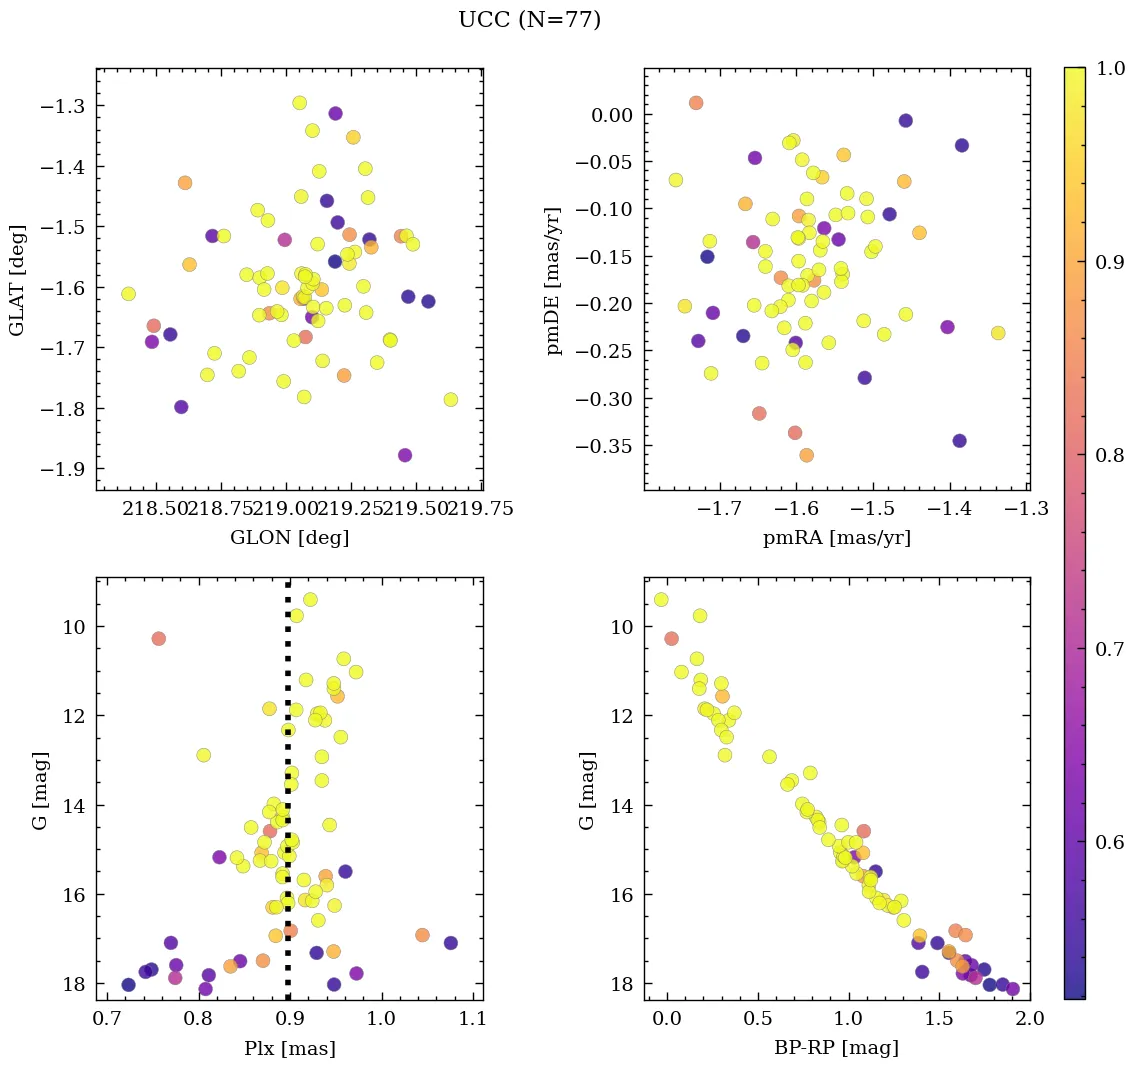 UCC (N=77)
−1.3
−1.4
−1.5
−1.6
−1.7
−1.8
−1.9
GLAT [deg]
218.50 218.75 219.00 219.25 219.50 219.75
GLON [deg]
0.00
−0.05
−0.10
−0.15
−0.20
−0.25
−0.30
−0.35
pmDE [mas/yr]
−1.7 −1.6 −1.5 −1.4 −1.3
pmRA [mas/yr]
1.0
0.9
0.8
0.7
0.6
10
12
14
16
18
G [mag]
0.7 0.8 0.9 1.0 1.1
Plx [mas]
10
12
14
16
18
G [mag]
0.0 0.5 1.0 1.5 2.0
BP-RP [mag]